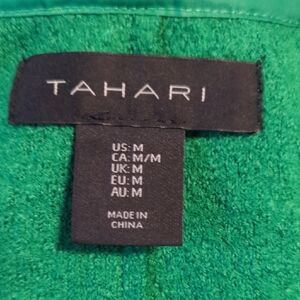 TAHARI
US: M
CA: M/M
UK: M
EU: M
AU: M
MADE IN
CHINA